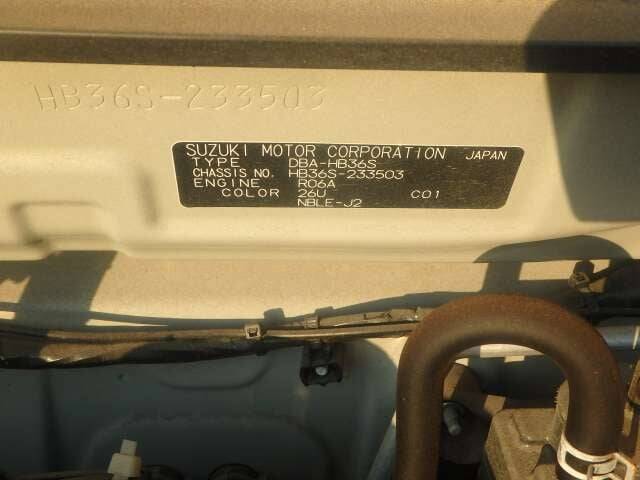 HB36S-233503
SUZUKI MOTOR CORPORATION JAPAN
TYPE DBA-HB36S
CHASSIS NO. HB36S-233503
ENGINE R06A
COLOR 26U C01
NBLE-J2